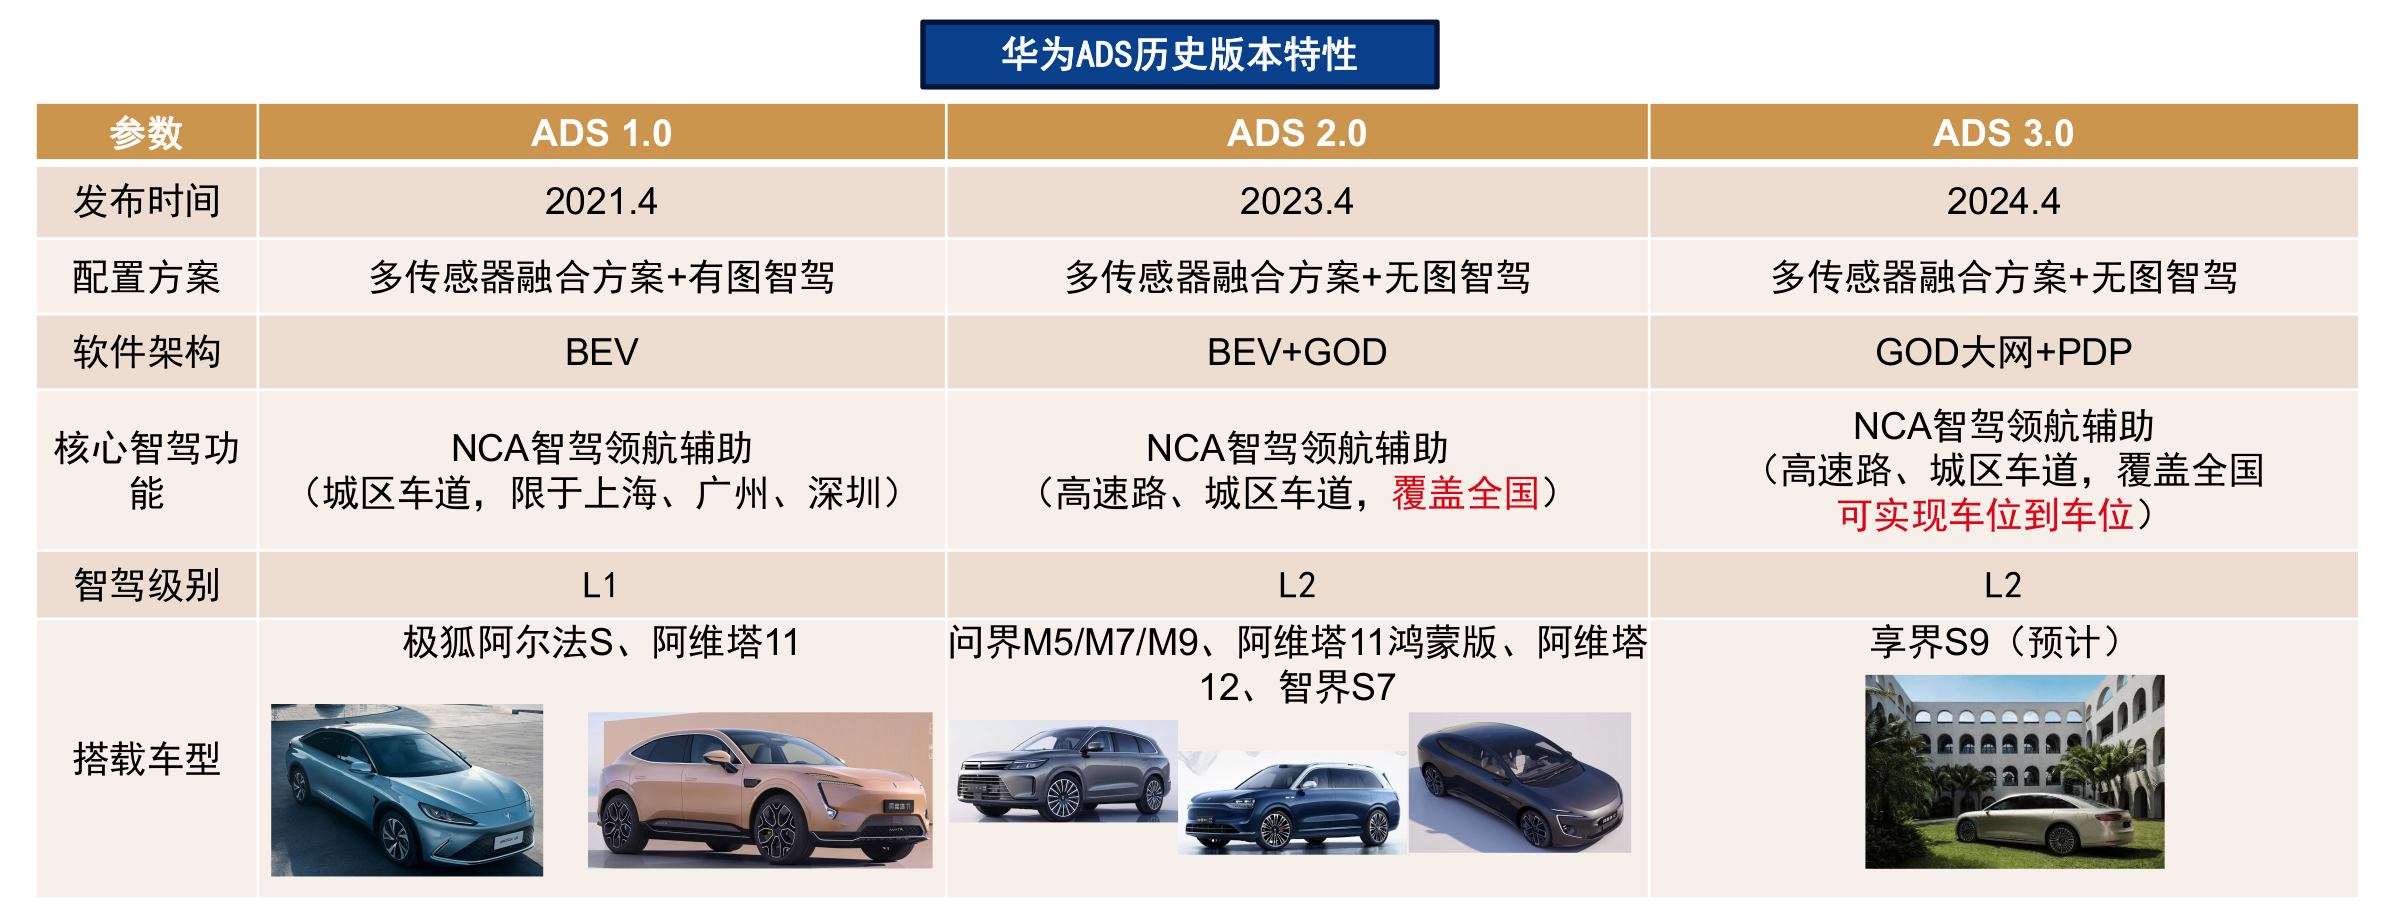 华为ADS历史版本特性
参数
ADS 1.0
ADS 2.0
ADS 3.0
发布时间
2021.4
2023.4
2024.4
配置方案
多传感器融合方案+有图智驾
多传感器融合方案+无图智驾
多传感器融合方案+无图智驾
软件架构
BEV
BEV+GOD
GOD大网+PDP
核心智驾功
能
NCA智驾领航辅助
（城区车道，限于上海、广州、深圳）
NCA智驾领航辅助
（高速路、城区车道，覆盖全国）
NCA智驾领航辅助
（高速路、城区车道，覆盖全国
可实现车位到车位）
智驾级别
L1
L2
L2
搭载车型
极狐阿尔法S、阿维塔11
问界M5/M7/M9、阿维塔11鸿蒙版、阿维塔
12、智界S7
享界S9（预计）
阿维塔 11